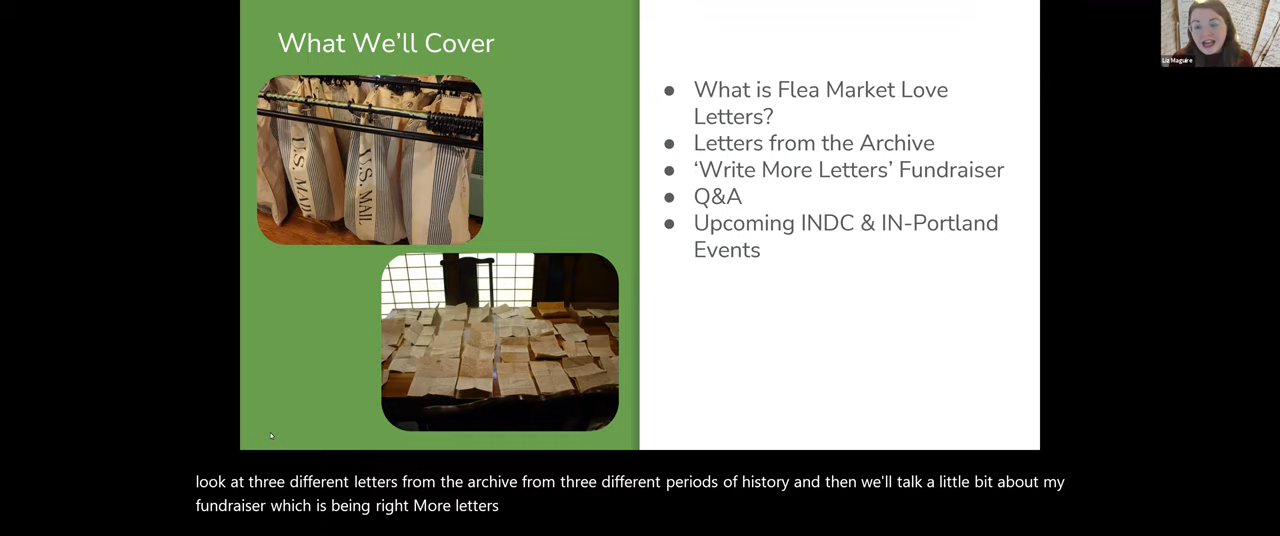 What We'll Cover
U.S. MAIL
U.S. MAIL
● What is Flea Market Love
Letters?
● Letters from the Archive
● ‘Write More Letters’ Fundraiser
● Q&A
● Upcoming INDC & IN-Portland
Events
Liz Maguire
look at three different letters from the archive from three different periods of history and then we'll talk a little bit about my
fundraiser which is being right More letters